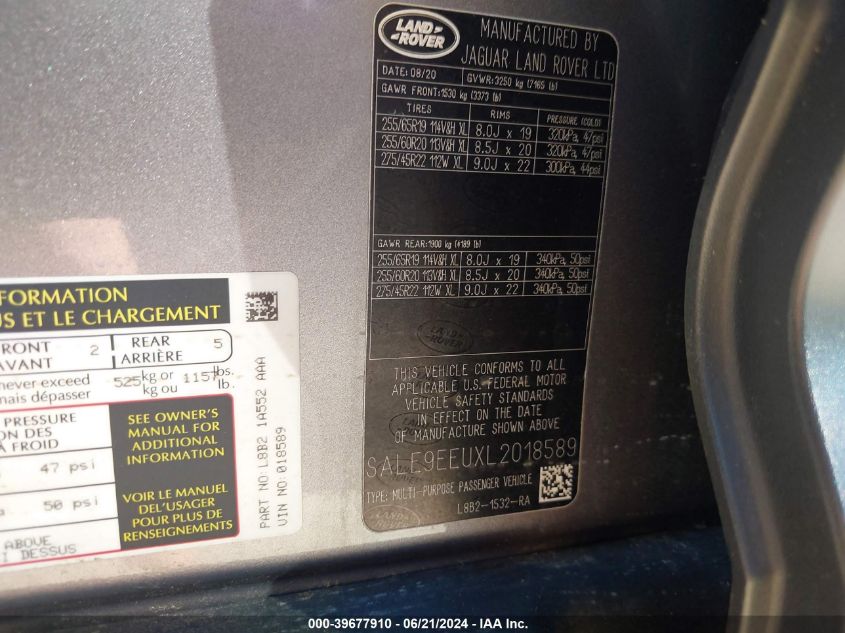 LAND ROVER
MANUFACTURED BY
JAGUAR LAND ROVER LTD
DATE: 08/20 GVWR: 3250 kg (7165 lb)
GAWR FRONT: 1530 kg (3373 lb)
TIRES RIMS PRESSURE (COLD)
255/65R19 114V&H XL 8.0J x 19 320kPa, 47psi
255/60R20 113V&H XL 8.5J x 20 320kPa, 47psi
275/45R22 112W XL 9.0J x 22 300kPa, 44psi
GAWR REAR: 1900 kg (4189 lb)
255/65R19 114V&H XL 8.0J x 19 340kPa, 50psi
255/60R20 113V&H XL 8.5J x 20 340kPa, 50psi
275/45R22 112W XL 9.0J x 22 340kPa, 50psi
THIS VEHICLE CONFORMS TO ALL
APPLICABLE U.S. FEDERAL MOTOR
VEHICLE SAFETY STANDARDS
IN EFFECT ON THE DATE
OF MANUFACTURE SHOWN ABOVE
SALE9EEUXL2018589
TYPE: MULTI-PURPOSE PASSENGER VEHICLE
L8B2-1532-RA
FORMATION
US ET LE CHARGEMENT
FRONT 2 REAR 5
AVANT ARRIÈRE
never exceed 525 kg or 1157 lbs.
mais dépasser kg ou lb.
PRESSURE
ON DES
À FROID
47 psi
50 psi
ABOVE
DESSUS
SEE OWNER'S
MANUAL FOR
ADDITIONAL
INFORMATION
VOIR LE MANUEL
DEL'USAGER
POUR PLUS DE
RENSEIGNEMENTS
PART NO: L8B2 1A552 AAA
VIN NO: 018589
000-39677910 - 06/21/2024 - IAA Inc.